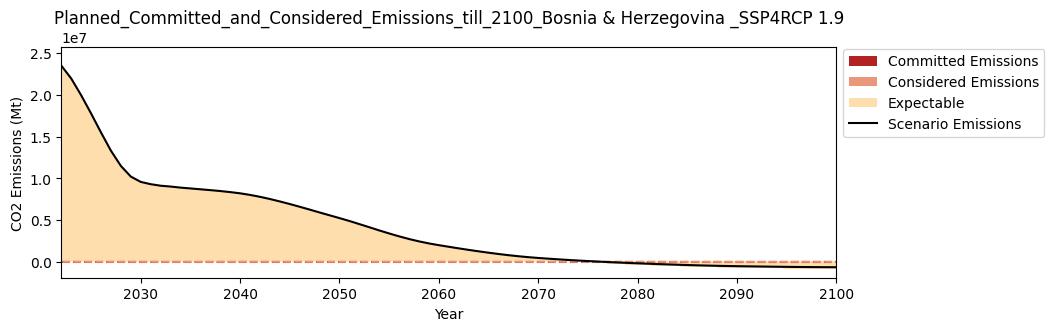 Planned_Committed_and_Considered_Emissions_till_2100_Bosnia & Herzegovina _SSP4RCP 1.9
1e7
2.5
2.0
1.5
1.0
0.5
0.0
CO2 Emissions (Mt)
2030 2040 2050 2060 2070 2080 2090 2100
Year
Committed Emissions
Considered Emissions
Expectable
Scenario Emissions